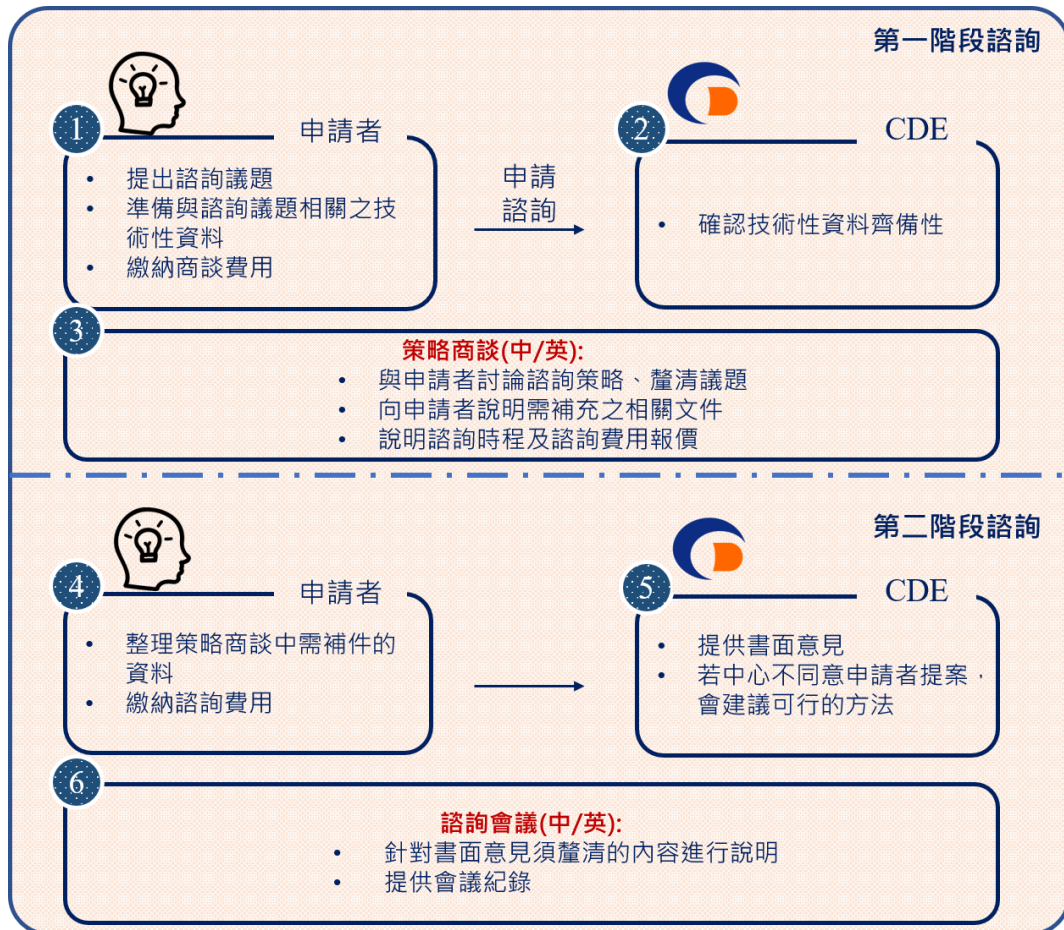 第一階段諮詢
1
申請者
• 提出諮詢議題
• 準備與諮詢議題相關之技
術性資料
• 繳納商談費用
申請
諮詢
2
CDE
• 確認技術性資料齊備性
3
策略商談(中/英):
• 與申請者討論諮詢策略、釐清議題
• 向申請者說明需補充之相關文件
• 說明諮詢時程及諮詢費用報價
第二階段諮詢
4
申請者
• 整理策略商談中需補件的
資料
• 繳納諮詢費用
5
CDE
• 提供書面意見
• 若中心不同意申請者提案，
會建議可行的方法
6
諮詢會議(中/英):
• 針對書面意見須釐清的內容進行說明
• 提供會議紀錄